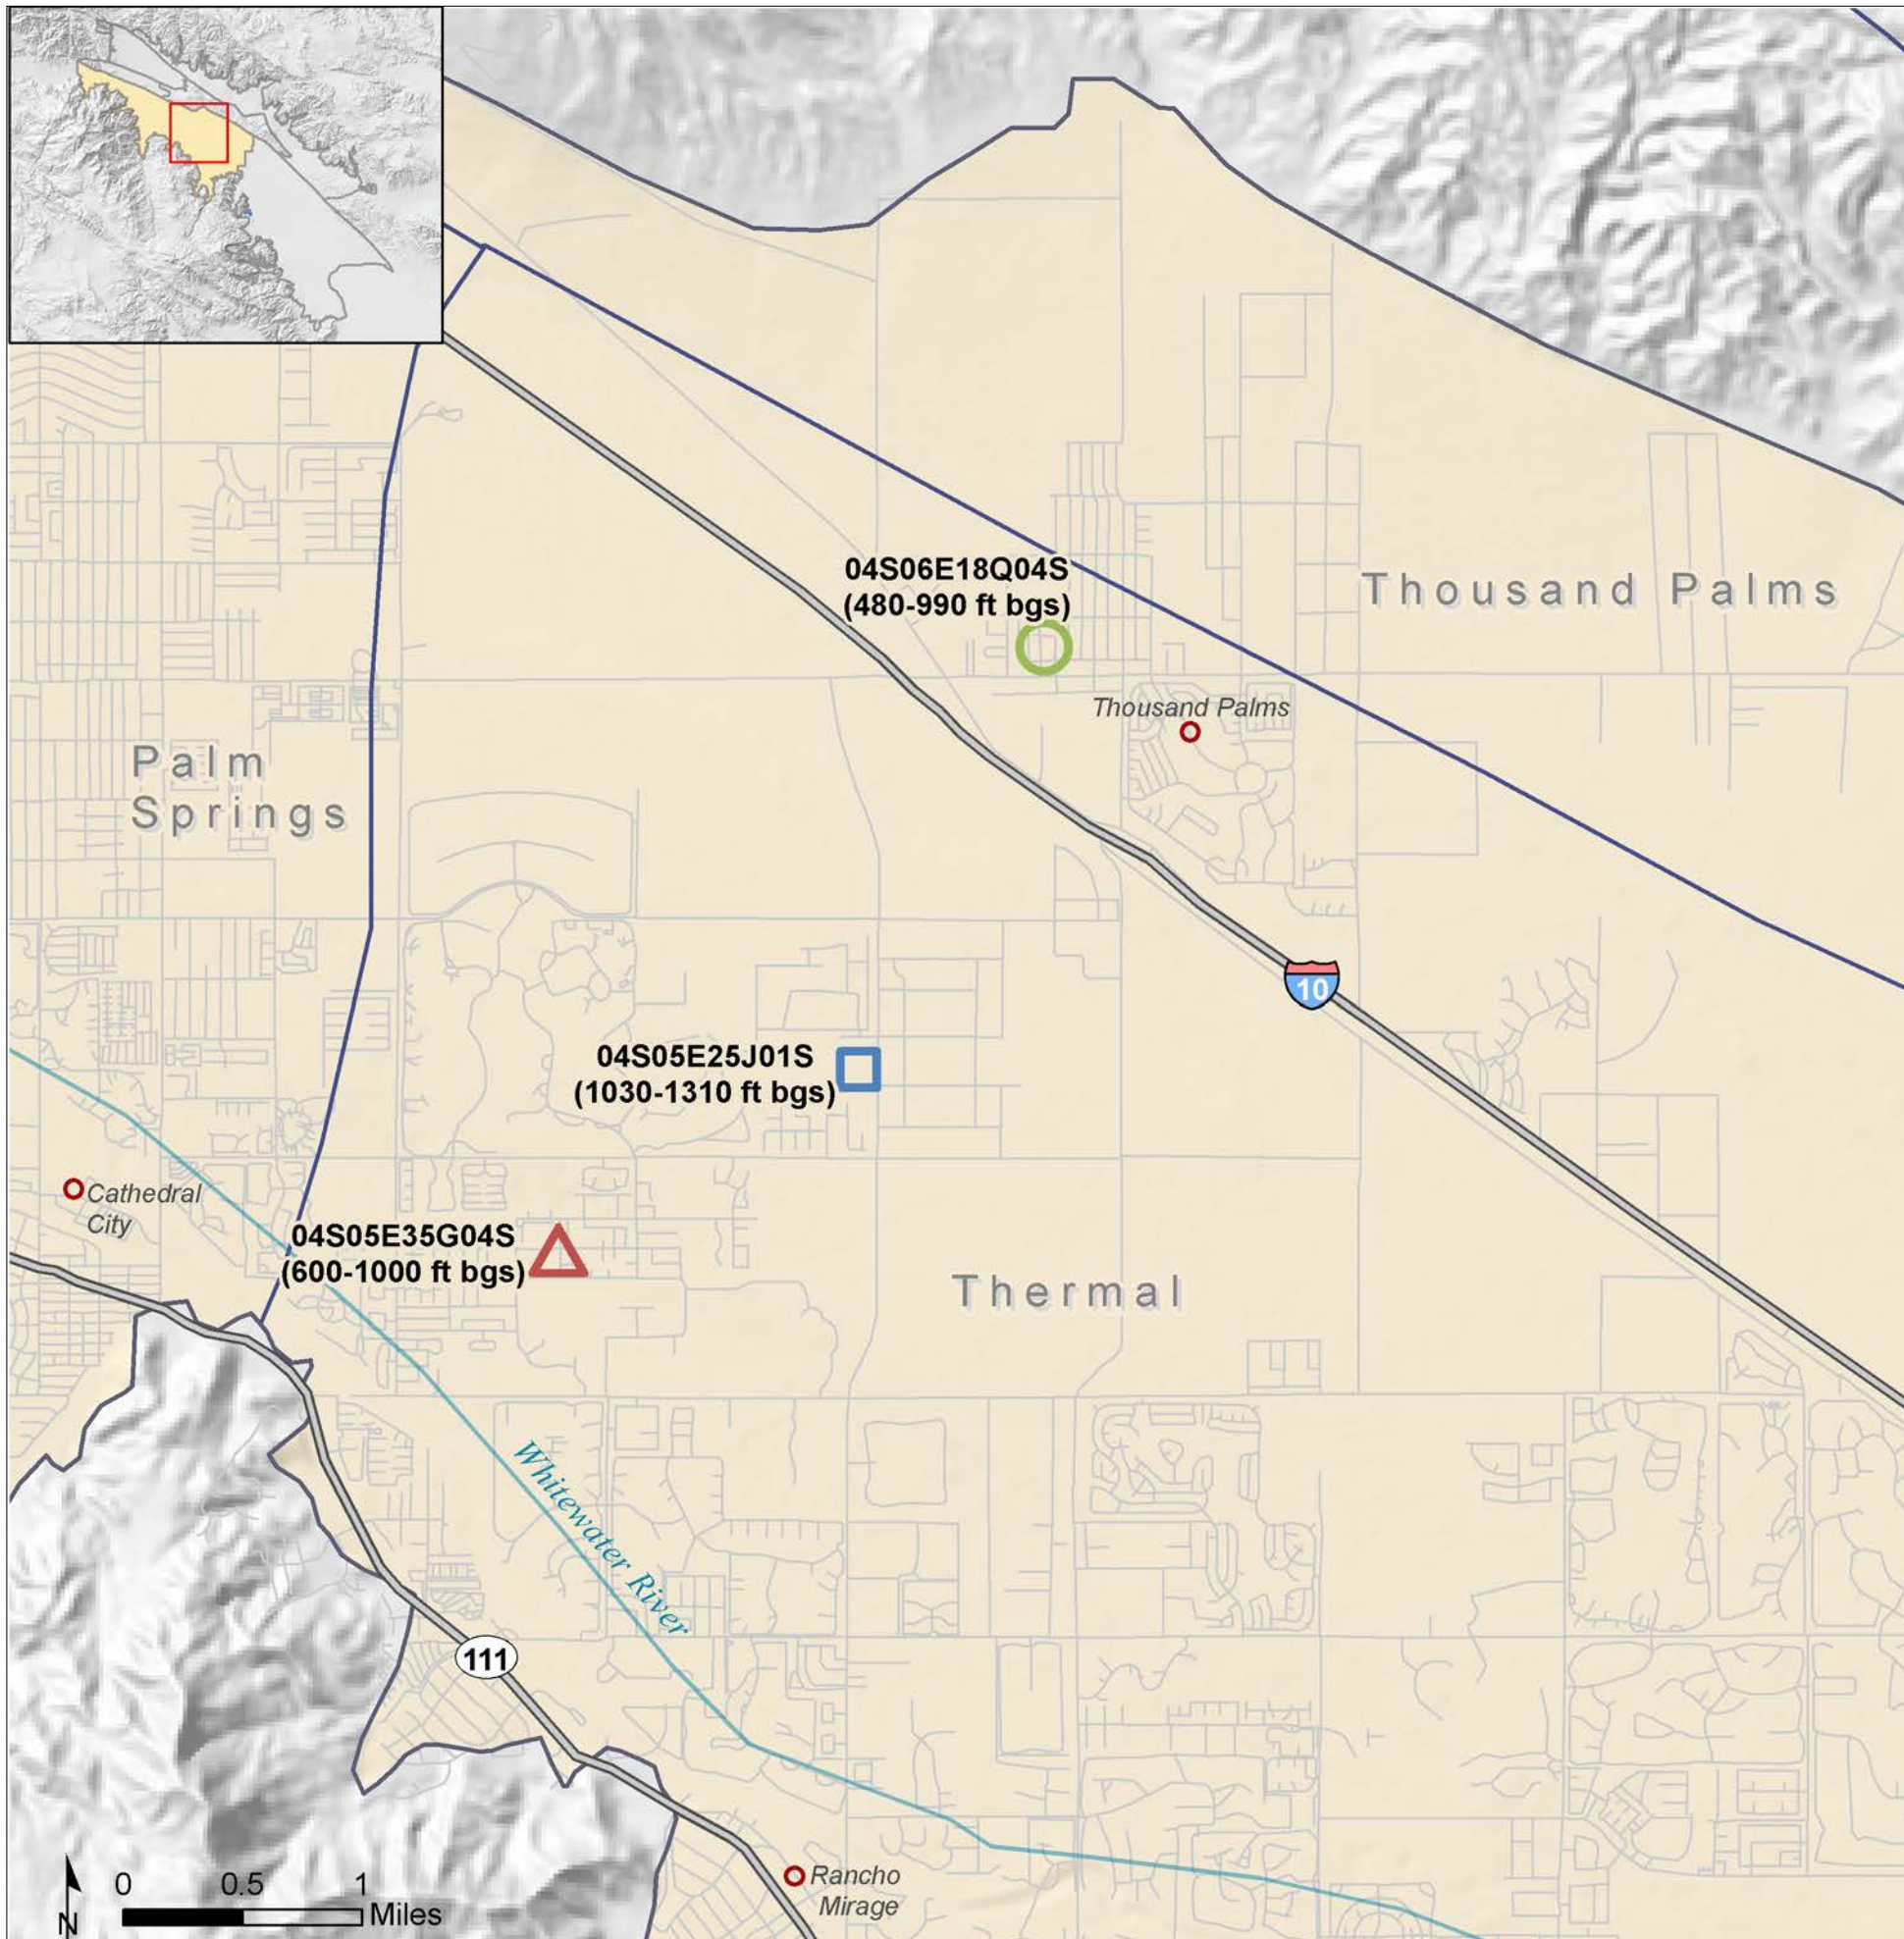 04S06E18Q04S
(480-990 ft bgs)
Thousand Palms
Thousand Palms
Palm
Springs
10
04S05E25J01S
(1030-1310 ft bgs)
Cathedral
City
04S05E35G04S
(600-1000 ft bgs)
Thermal
Whitewater River
111
Rancho
Mirage
0 0.5 1
Miles
N